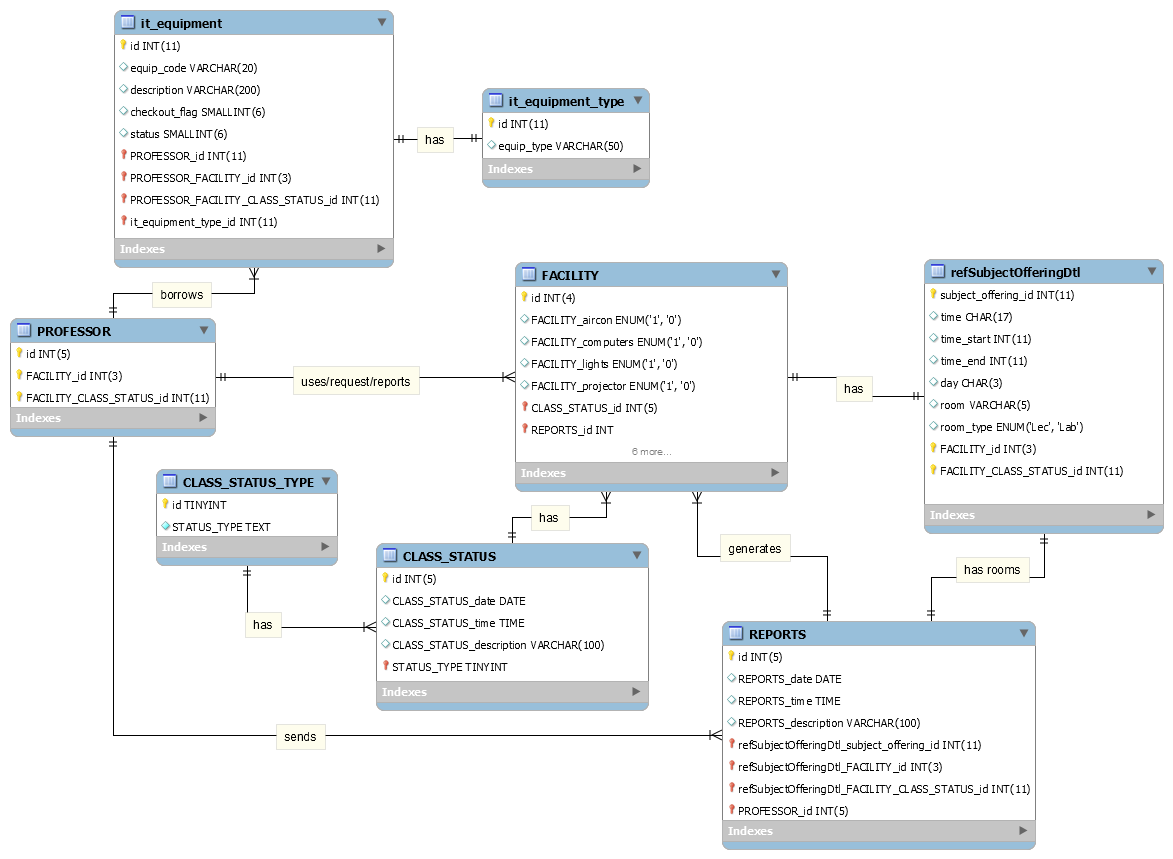 it_equipment
id INT(11)
equip_code VARCHAR(20)
description VARCHAR(200)
checkout_flag SMALLINT(6)
status SMALLINT(6)
PROFESSOR_id INT(11)
PROFESSOR_FACILITY_id INT(3)
PROFESSOR_FACILITY_CLASS_STATUS_id INT(11)
it_equipment_type_id INT(11)
Indexes
has
it_equipment_type
id INT(11)
equip_type VARCHAR(50)
Indexes
borrows
PROFESSOR
id INT(5)
FACILITY_id INT(3)
FACILITY_CLASS_STATUS_id INT(11)
Indexes
uses/request/reports
FACILITY
id INT(4)
FACILITY_aircon ENUM('1', '0')
FACILITY_computers ENUM('1', '0')
FACILITY_lights ENUM('1', '0')
FACILITY_projector ENUM('1', '0')
CLASS_STATUS_id INT(5)
REPORTS_id INT
6 more...
Indexes
has
refSubjectOfferingDtl
subject_offering_id INT(11)
time CHAR(17)
time_start INT(11)
time_end INT(11)
day CHAR(3)
room VARCHAR(5)
room_type ENUM('Lec', 'Lab')
FACILITY_id INT(3)
FACILITY_CLASS_STATUS_id INT(11)
Indexes
CLASS_STATUS_TYPE
id TINYINT
STATUS_TYPE TEXT
Indexes
has
has
CLASS_STATUS
id INT(5)
CLASS_STATUS_date DATE
CLASS_STATUS_time TIME
CLASS_STATUS_description VARCHAR(100)
STATUS_TYPE TINYINT
Indexes
generates
has rooms
sends
REPORTS
id INT(5)
REPORTS_date DATE
REPORTS_time TIME
REPORTS_description VARCHAR(100)
refSubjectOfferingDtl_subject_offering_id INT(11)
refSubjectOfferingDtl_FACILITY_id INT(3)
refSubjectOfferingDtl_FACILITY_CLASS_STATUS_id INT(11)
PROFESSOR_id INT(5)
Indexes